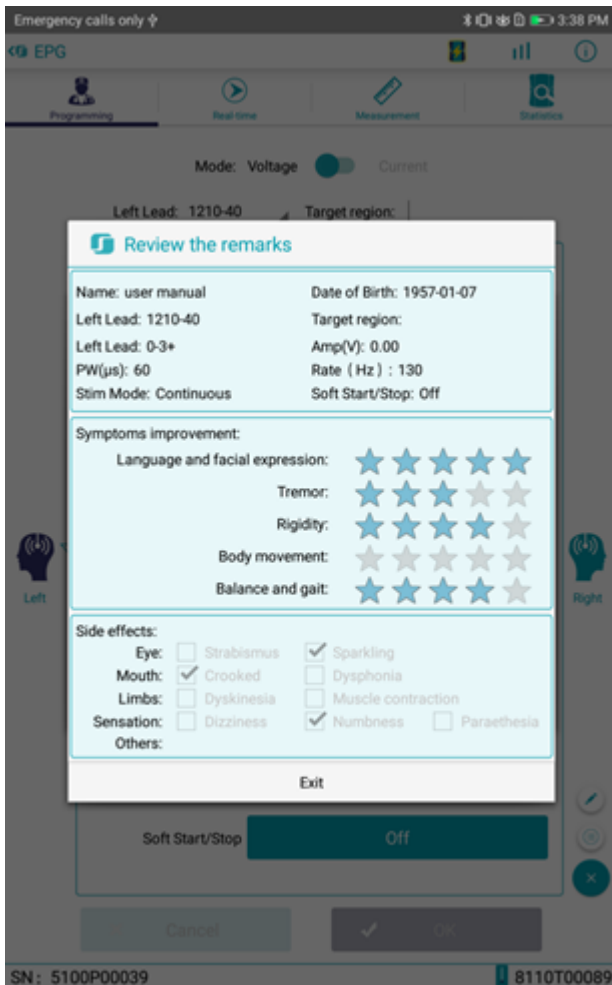 Emergency calls only
3:38 PM
EPG
Programming
Real-time
Measurement
Statistics
Mode: Voltage Current
Left Lead: 1210-40 Target region:
Review the remarks
Name: user manual Date of Birth: 1957-01-07
Left Lead: 1210-40 Target region:
Left Lead: 0-3+ Amp(V): 0.00
PW(μs): 60 Rate ( Hz ) : 130
Stim Mode: Continuous Soft Start/Stop: Off
Symptoms improvement:
Language and facial expression:
Tremor:
Rigidity:
Body movement:
Balance and gait:
Left
Right
Side effects:
Eye: Strabismus Sparkling
Mouth: Crooked Dysphonia
Limbs: Dyskinesia Muscle contraction
Sensation: Dizziness Numbness Paraethesia
Others:
Exit
Soft Start/Stop Off
Cancel OK
SN: 5100P00039 8110T00089